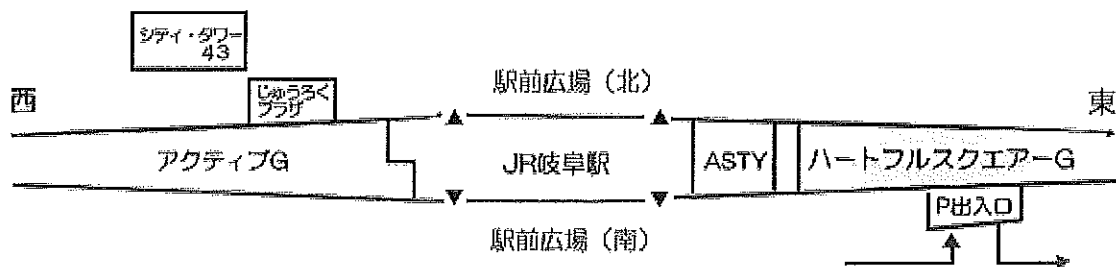 シティ・タワー
43
じゅうろく
プラザ
西
駅前広場（北）
東
アクティブG
JR岐阜駅
ASTY
ハートフルスクエアーG
P出入口
駅前広場（南）